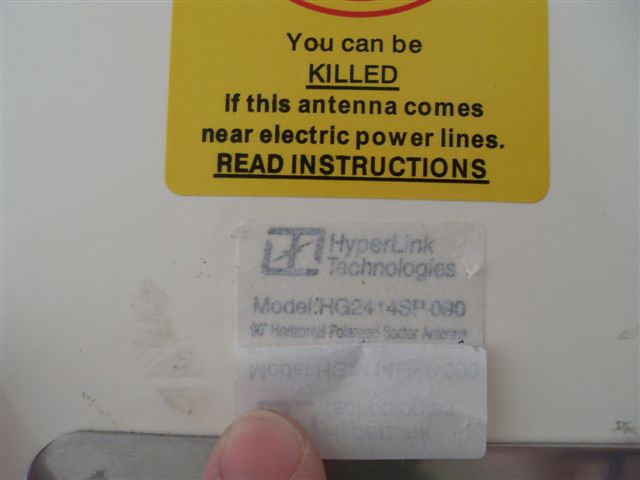 You can be
KILLED
If this antenna comes
near electric power lines.
READ INSTRUCTIONS
HyperLink
Technologies
Model:HG2414SP-090
90° Horizontal Polarized Sector Antenna